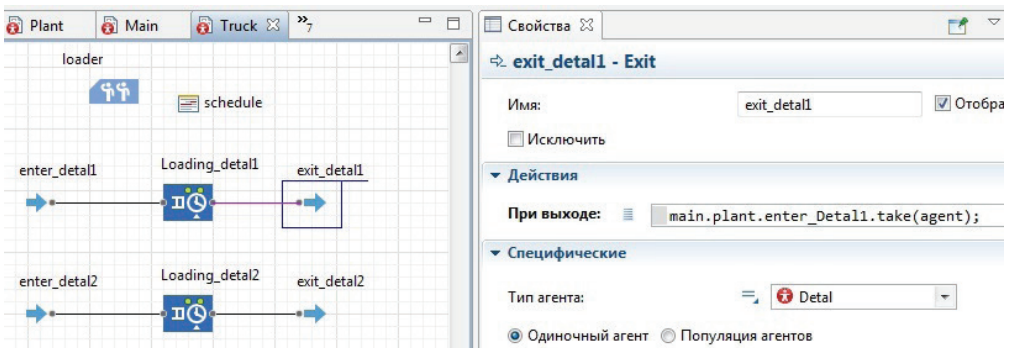 Plant Main Truck 7
loader
schedule
enter_detal1 Loading_detal1 exit_detal1
enter_detal2 Loading_detal2 exit_detal2
Свойства
exit_detal1 - Exit
Имя: exit_detal1 Отобра
Исключить
Действия
При выходе: main.plant.enter_Detal1.take(agent);
Специфические
Тип агента: Detal
Одиночный агент Популяция агентов